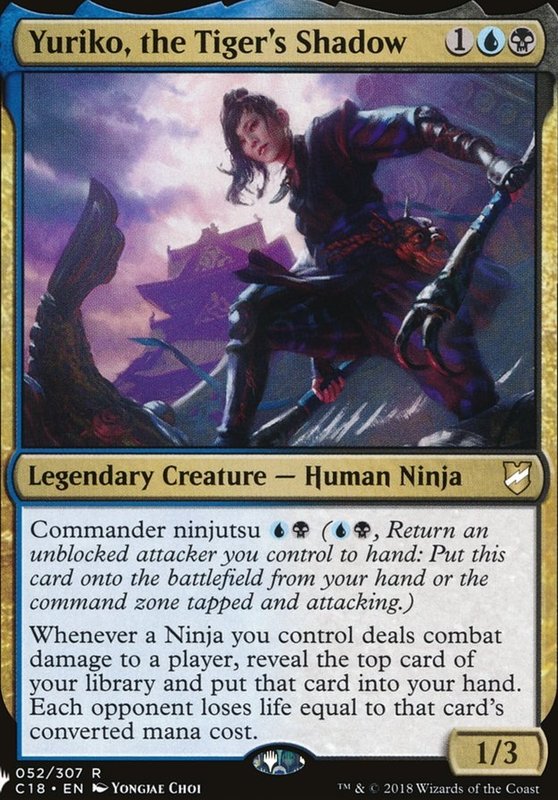 Yuriko, the Tiger's Shadow 1
Legendary Creature — Human Ninja
Commander ninjutsu (, Return an
unblocked attacker you control to hand: Put this
card onto the battlefield from your hand or the
command zone tapped and attacking.)
Whenever a Ninja you control deals combat
damage to a player, reveal the top card of
your library and put that card into your hand.
Each opponent loses life equal to that card's
converted mana cost.
1/3
052/307 R
C18 • EN Yongjae Choi
™ & © 2018 Wizards of the Coast